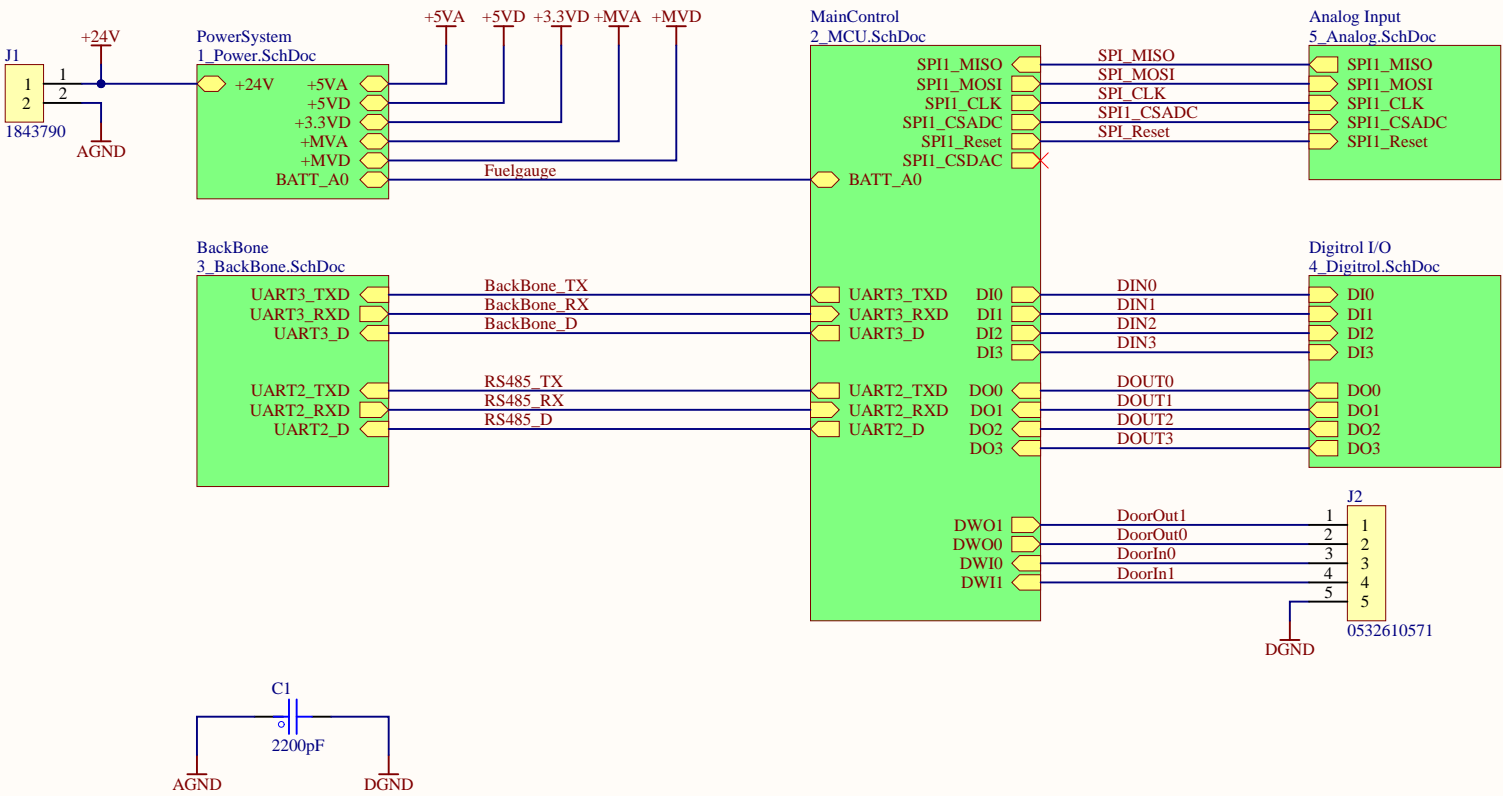 +5VA +5VD +3.3VD +MVA +MVD
+24V
J1
1 1
2 2
1843790
AGND
PowerSystem
1_Power.SchDoc
+24V
+5VA
+5VD
+3.3VD
+MVA
+MVD
BATT_A0
Fuelgauge
MainControl
2_MCU.SchDoc
SPI1_MISO
SPI1_MOSI
SPI1_CLK
SPI1_CSADC
SPI1_Reset
SPI1_CSDAC
BATT_A0
SPI_MISO
SPI_MOSI
SPI_CLK
SPI1_CSADC
SPI_Reset
Analog Input
5_Analog.SchDoc
SPI1_MISO
SPI1_MOSI
SPI1_CLK
SPI1_CSADC
SPI1_Reset
BackBone
3_BackBone.SchDoc
UART3_TXD
UART3_RXD
UART3_D
UART2_TXD
UART2_RXD
UART2_D
BackBone_TX
BackBone_RX
BackBone_D
RS485_TX
RS485_RX
RS485_D
UART3_TXD
UART3_RXD
UART3_D
UART2_TXD
UART2_RXD
UART2_D
DI0
DI1
DI2
DI3
DO0
DO1
DO2
DO3
DIN0
DIN1
DIN2
DIN3
DOUT0
DOUT1
DOUT2
DOUT3
Digitrol I/O
4_Digitrol.SchDoc
DI0
DI1
DI2
DI3
DO0
DO1
DO2
DO3
DWO1
DWO0
DWI0
DWI1
DoorOut1
DoorOut0
DoorIn0
DoorIn1
J2
1 1
2 2
3 3
4 4
5 5
0532610571
DGND
C1
2200pF
AGND
DGND